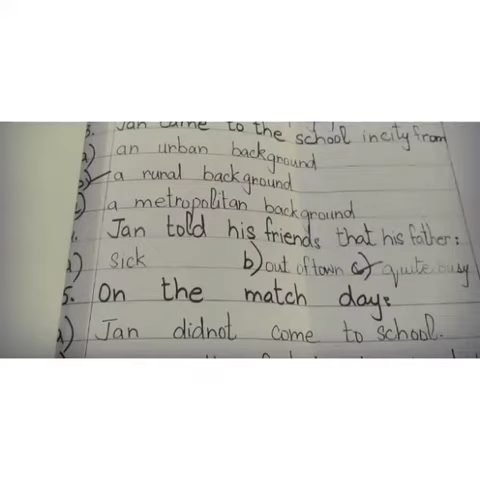 3. Jan came to the school in city from
a) an urban background
b) a rural background
c) a metropolitan background
Jan told his friends that his father:
a) sick b) out of town c) quite busy
5. On the match day:
a) Jan didnot come to school.